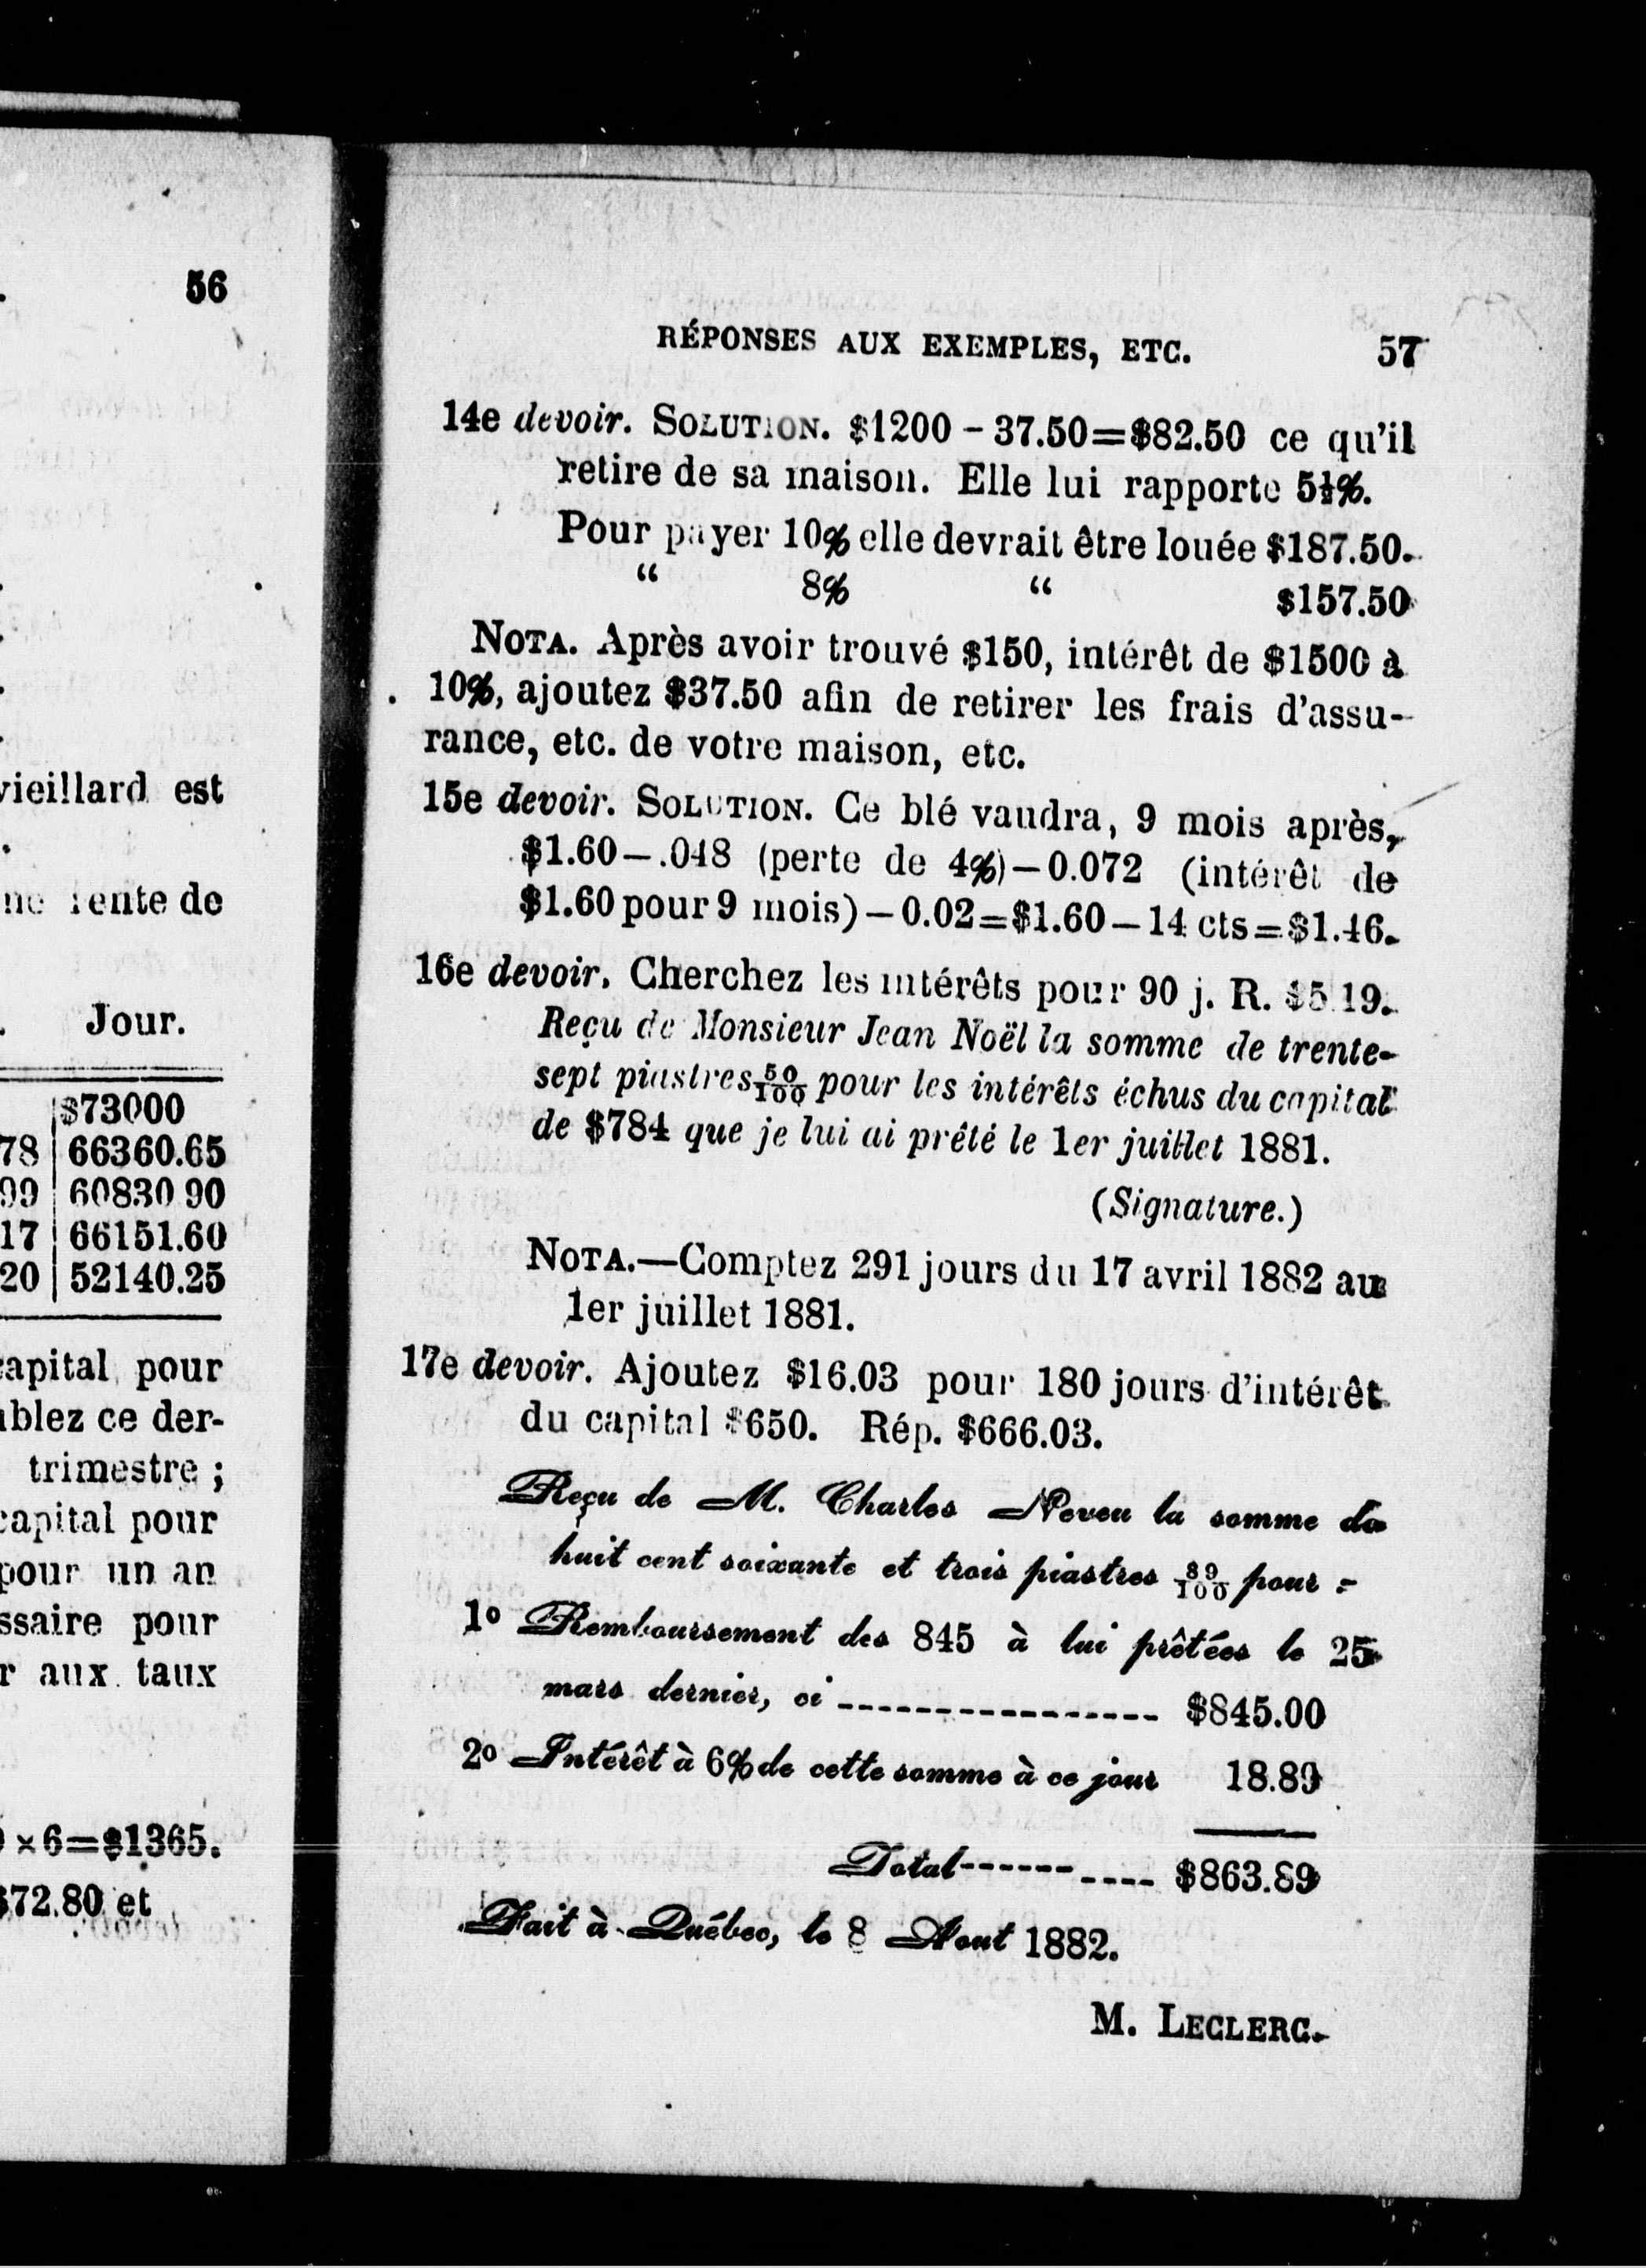 56
vieillard est
rente de
Jour.
$73000
78 66360.65
99 60830 90
17 66151.60
20 52140.25
capital pour
ce der-
trimestre ;
capital pour
pour un an
ssaire pour
r aux taux
×6=$1365.
$72.80 et
RÉPONSES AUX EXEMPLES, ETC. 57
14e devoir. SOLUTION. $1200 – 37.50=$82.50 ce qu'il
retire de sa maison. Elle lui rapporte 5½%.
Pour payer 10% elle devrait être louée $187.50.
“ 8% “ $157.50
NOTA. Après avoir trouvé $150, intérêt de $1500 à
10%, ajoutez $37.50 afin de retirer les frais d'assu-
rance, etc. de votre maison, etc.
15e devoir. SOLUTION. Ce blé vaudra, 9 mois après,
$1.60–.048 (perte de 4%)–0.072 (intérêt de
$1.60 pour 9 mois)–0.02=$1.60–14 cts=$1.46.
16e devoir. Cherchez les intérêts pour 90 j. R. $5.19.
Reçu de Monsieur Jean Noël la somme de trente-
sept piastres 50/100 pour les intérêts échus du capital
de $784 que je lui ai prêté le 1er juillet 1881.
(Signature.)
NOTA.—Comptez 291 jours du 17 avril 1882 au
1er juillet 1881.
17e devoir. Ajoutez $16.03 pour 180 jours d'intérêt
du capital $650. Rép. $666.03.
Reçu de M. Charles Neveu la somme de
huit cent soixante et trois piastres 89/100 pour :
1o Remboursement des 845 à lui prêtées le 25
mars dernier, ci ---------------- $845.00
2o Intérêt à 6% de cette somme à ce jour 18.89
Total---------- $863.89
Fait à Québec, le 8 Aout 1882.
M. LECLERC.